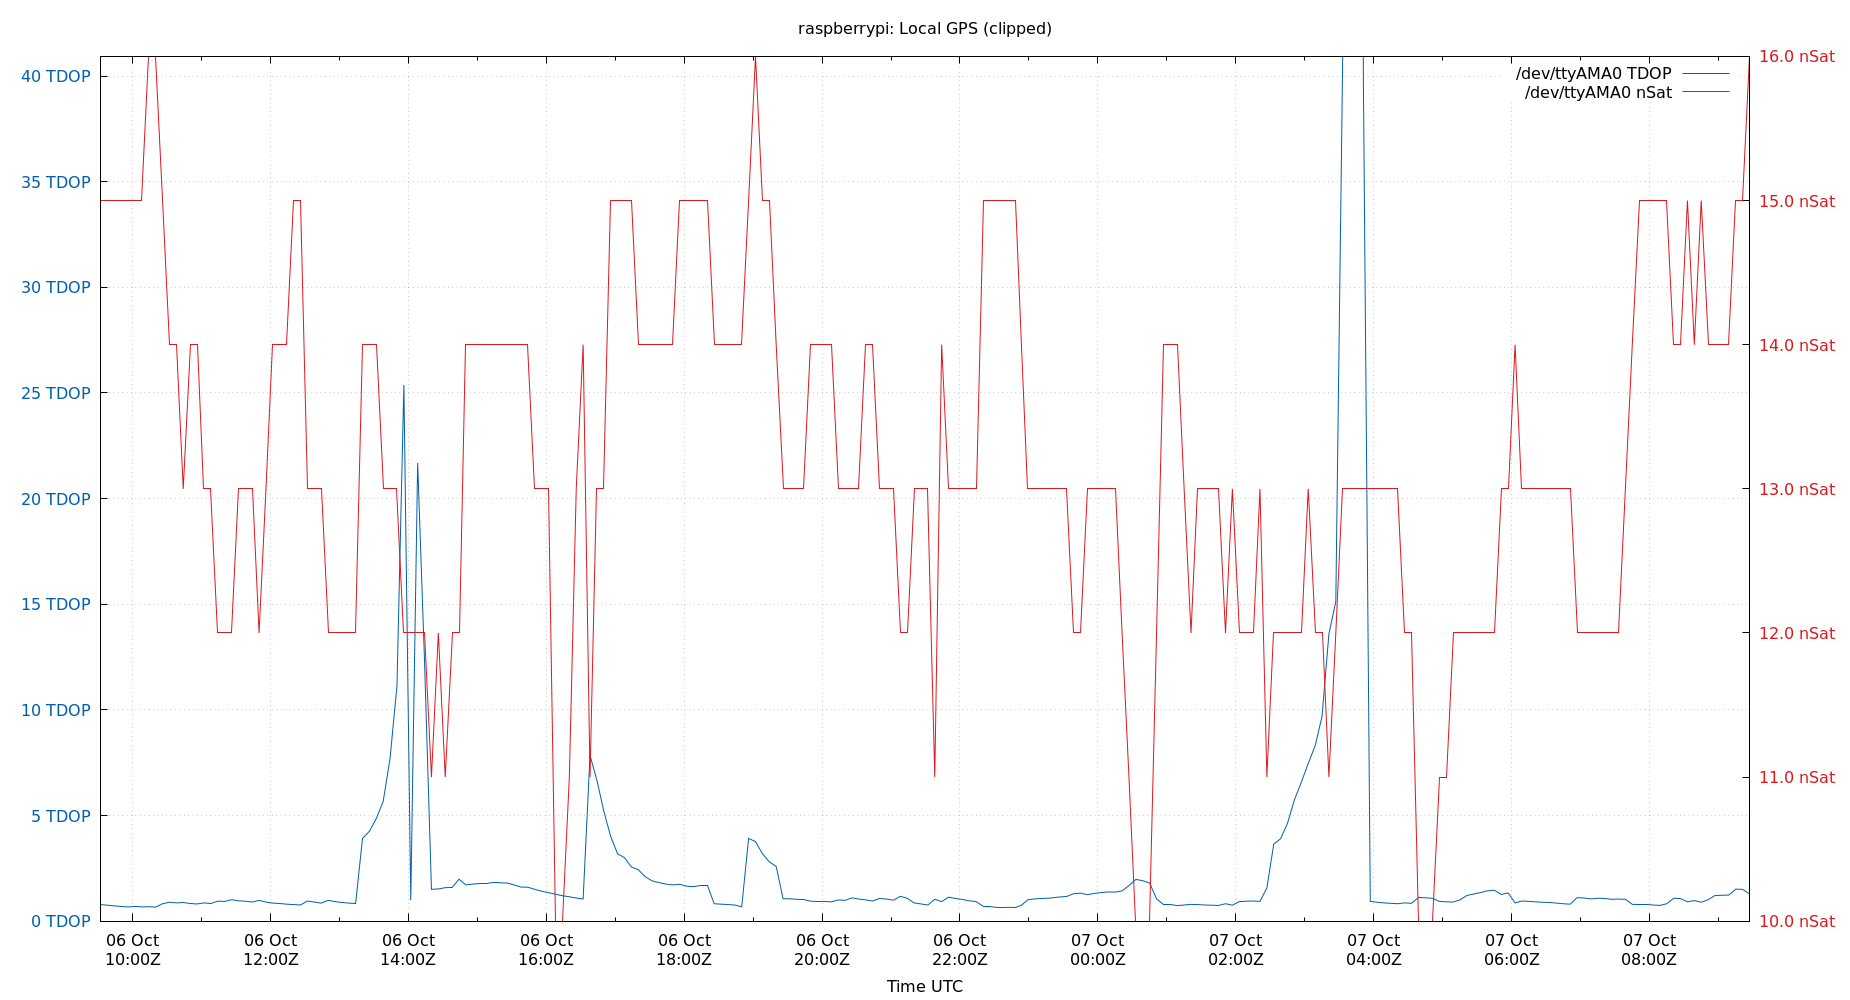 raspberrypi: Local GPS (clipped)
40 TDOP
35 TDOP
30 TDOP
25 TDOP
20 TDOP
15 TDOP
10 TDOP
5 TDOP
0 TDOP
/dev/ttyAMA0 TDOP
/dev/ttyAMA0 nSat
16.0 nSat
15.0 nSat
14.0 nSat
13.0 nSat
12.0 nSat
11.0 nSat
10.0 nSat
06 Oct 06 Oct 06 Oct 06 Oct 06 Oct 06 Oct 06 Oct 07 Oct 07 Oct 07 Oct 07 Oct 07 Oct
10:00Z 12:00Z 14:00Z 16:00Z 18:00Z 20:00Z 22:00Z 00:00Z 02:00Z 04:00Z 06:00Z 08:00Z
Time UTC